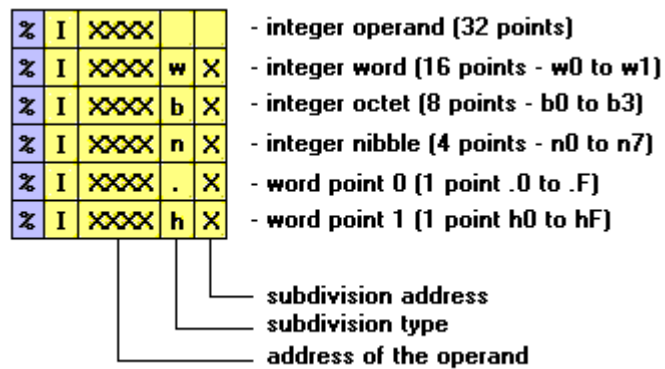 % I XXXX - integer operand (32 points)
% I XXXX w X - integer word (16 points - w0 to w1)
% I XXXX b X - integer octet (8 points - b0 to b3)
% I XXXX n X - integer nibble (4 points - n0 to n7)
% I XXXX . X - word point 0 (1 point .0 to .F)
% I XXXX h X - word point 1 (1 point h0 to hF)
subdivision address
subdivision type
address of the operand